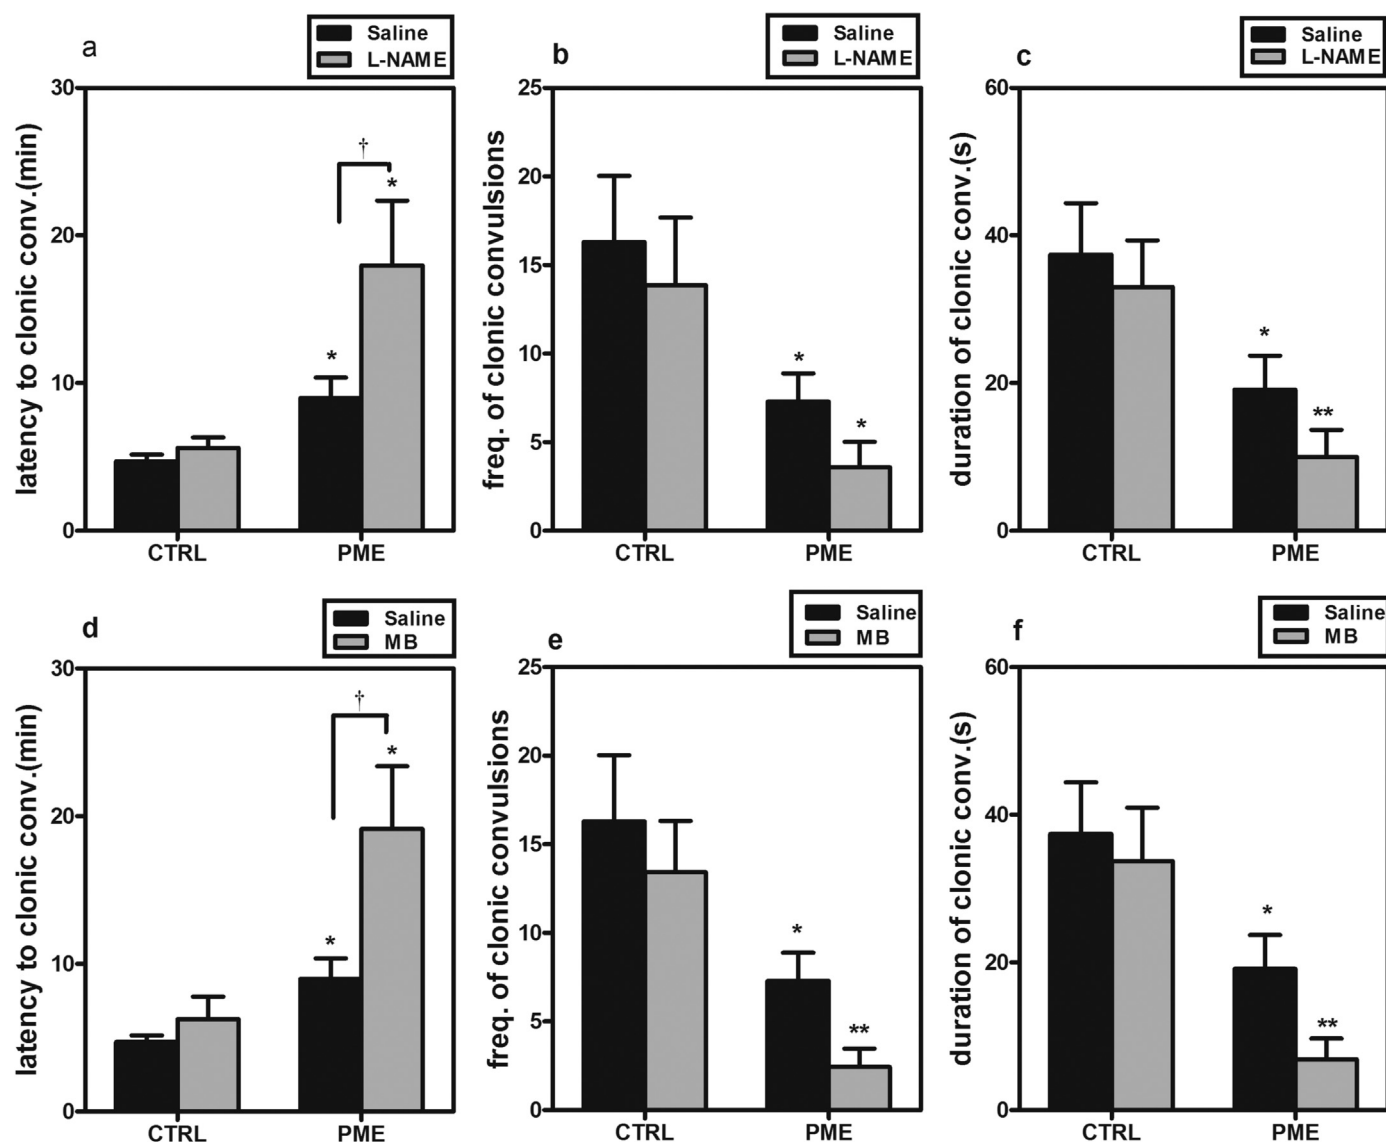 a
Saline
L-NAME
latency to clonic conv.(min)
30
20
10
0
†
*
*
CTRL
PME
b
Saline
L-NAME
freq. of clonic convulsions
25
20
15
10
5
0
*
*
CTRL
PME
c
Saline
L-NAME
duration of clonic conv.(s)
60
40
20
0
*
**
CTRL
PME
d
Saline
MB
latency to clonic conv.(min)
30
20
10
0
†
*
*
CTRL
PME
e
Saline
MB
freq. of clonic convulsions
25
20
15
10
5
0
*
**
CTRL
PME
f
Saline
MB
duration of clonic conv.(s)
60
40
20
0
*
**
CTRL
PME